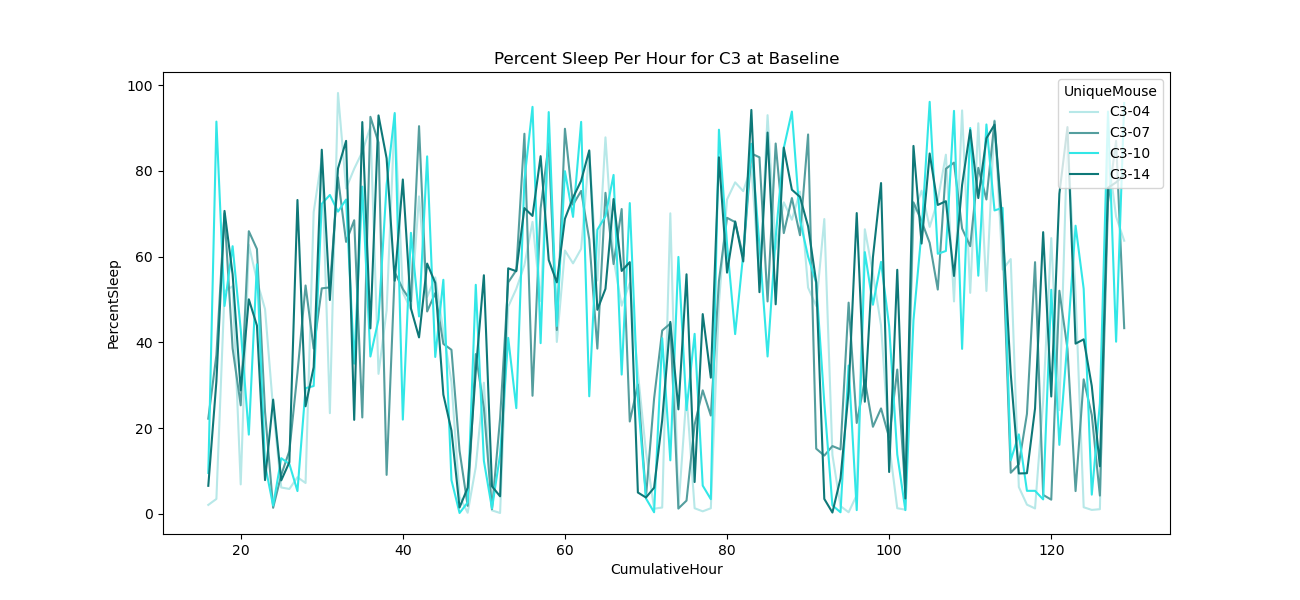 Percent Sleep Per Hour for C3 at Baseline
100
80
60
40
20
0
PercentSleep
20
40
60
80
100
120
CumulativeHour
UniqueMouse
C3-04
C3-07
C3-10
C3-14